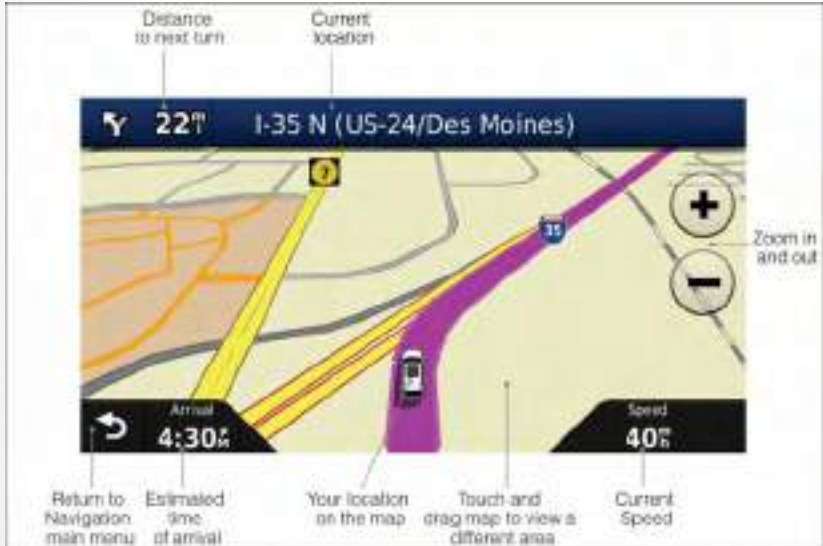 Distance
to next turn
Current
location
22
I-35 N (US-24/Des Moines)
7
35
+
Zoom in
and out
−
Arrival
4:30
Speed
40
Return to
Navigation
main menu
Estimated
time
of arrival
Your location
on the map
Touch and
drag map to view a
different area
Current
Speed